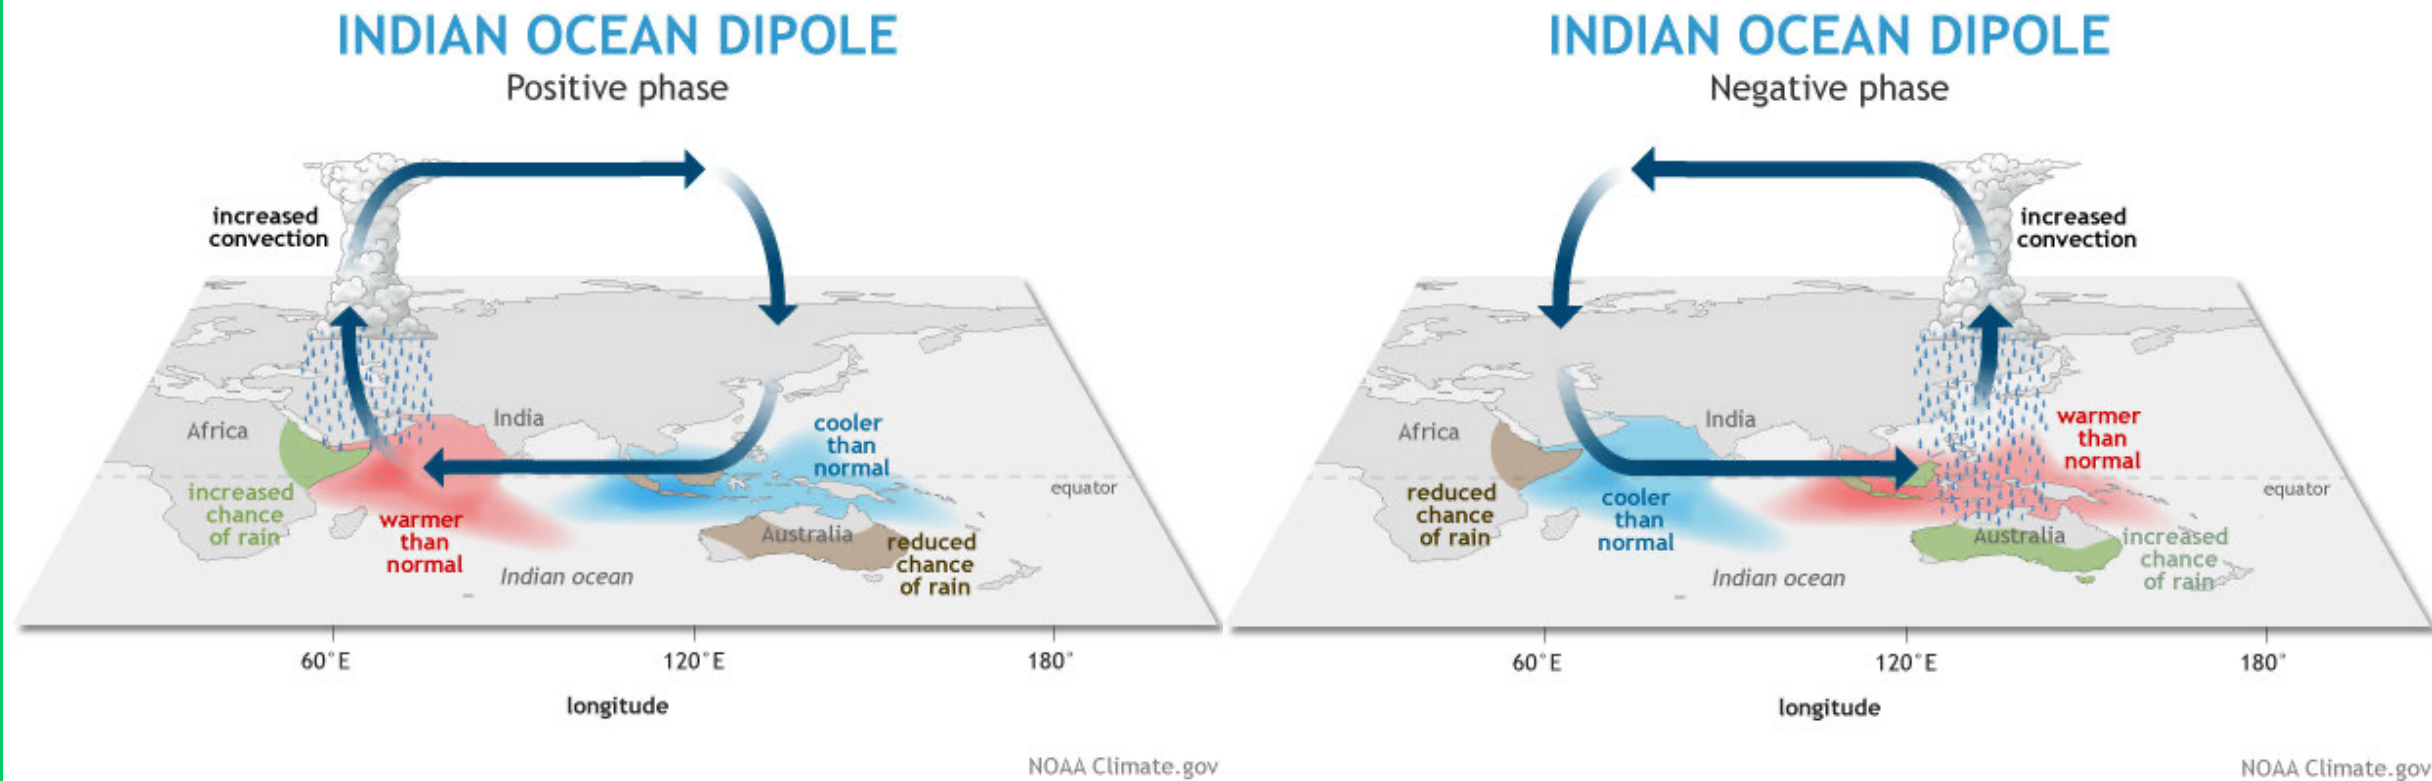 INDIAN OCEAN DIPOLE
Positive phase
increased
convection
Africa
India
cooler
than
normal
equator
increased
chance
of rain
warmer
than
normal
Australia
reduced
chance
of rain
Indian ocean
60°E
120°E
180°
longitude
NOAA Climate.gov
INDIAN OCEAN DIPOLE
Negative phase
increased
convection
Africa
India
warmer
than
normal
equator
reduced
chance
of rain
cooler
than
normal
Australia
increased
chance
of rain
Indian ocean
60°E
120°E
180°
longitude
NOAA Climate.gov